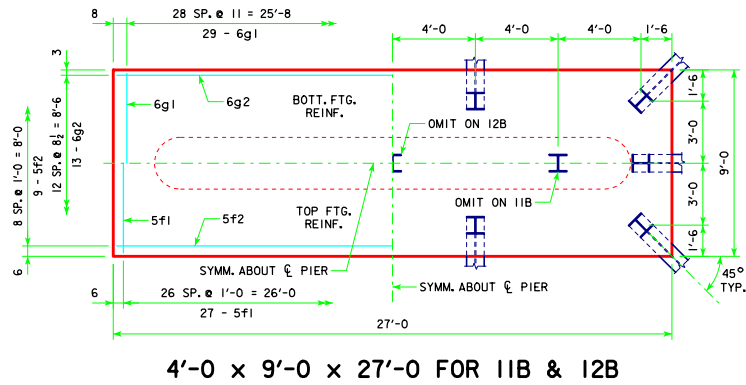 8
28 SP. @ 11 = 25'-8
29 - 6g1
4'-0
4'-0
4'-0
1'-6
3
6g1
6g2
BOTT. FTG.
REINF.
OMIT ON 12B
1'-6
3'-0
9'-0
8 SP. @ 1'-0 = 8'-0
9 - 5f2
12 SP. @ 8½ = 8'-6
13 - 6g2
OMIT ON 11B
5f1
5f2
TOP FTG.
REINF.
3'-0
1'-6
6
SYMM. ABOUT ℄ PIER
SYMM. ABOUT ℄ PIER
45°
TYP.
6
26 SP. @ 1'-0 = 26'-0
27 - 5f1
27'-0
4'-0 x 9'-0 x 27'-0 FOR 11B & 12B